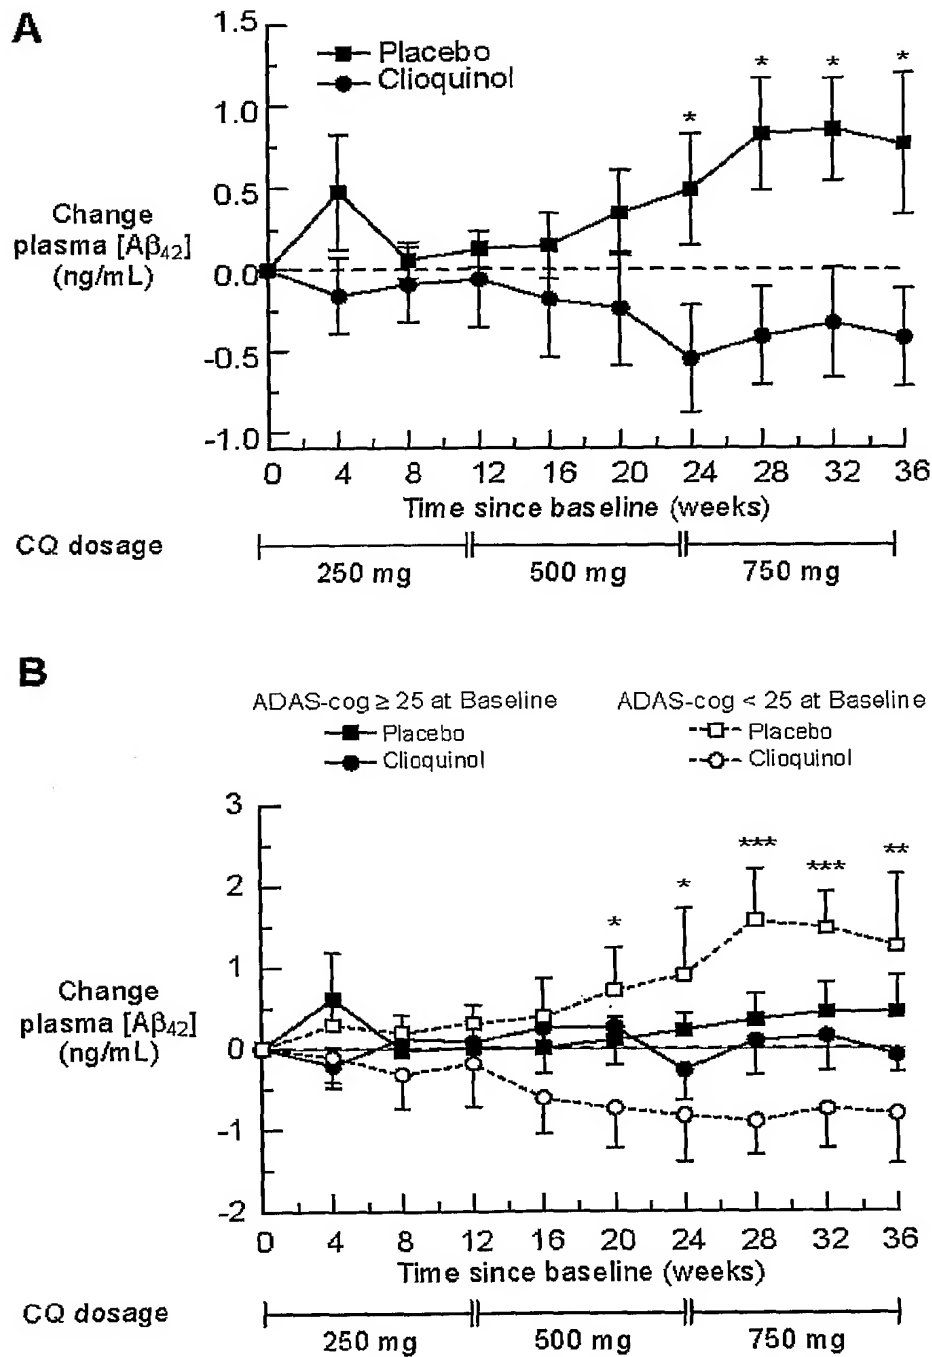 A
1.5
1.0
0.5
0.0
-0.5
-1.0
Placebo
Clioquinol
* * * *
Change
plasma [Aβ42]
(ng/mL)
0 4 8 12 16 20 24 28 32 36
Time since baseline (weeks)
CQ dosage
250 mg 500 mg 750 mg
B
ADAS-cog ≥ 25 at Baseline ADAS-cog < 25 at Baseline
Placebo Placebo
Clioquinol Clioquinol
3
2
1
0
-1
-2
* * *** *** **
Change
plasma [Aβ42]
(ng/mL)
0 4 8 12 16 20 24 28 32 36
Time since baseline (weeks)
CQ dosage
250 mg 500 mg 750 mg